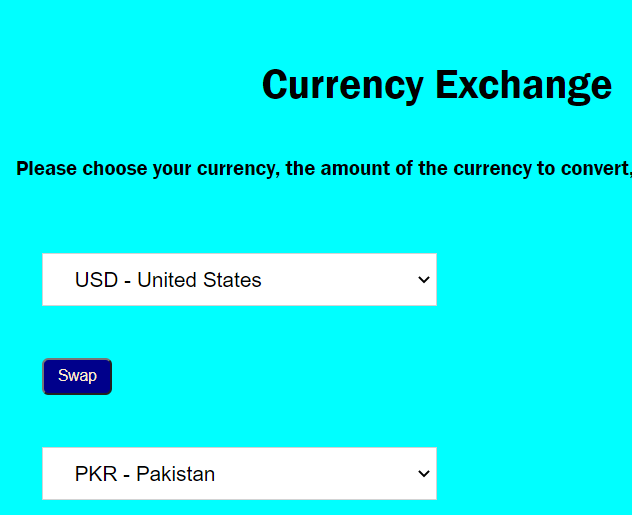 Currency Exchange
Please choose your currency, the amount of the currency to convert,
USD - United States
Swap
PKR - Pakistan